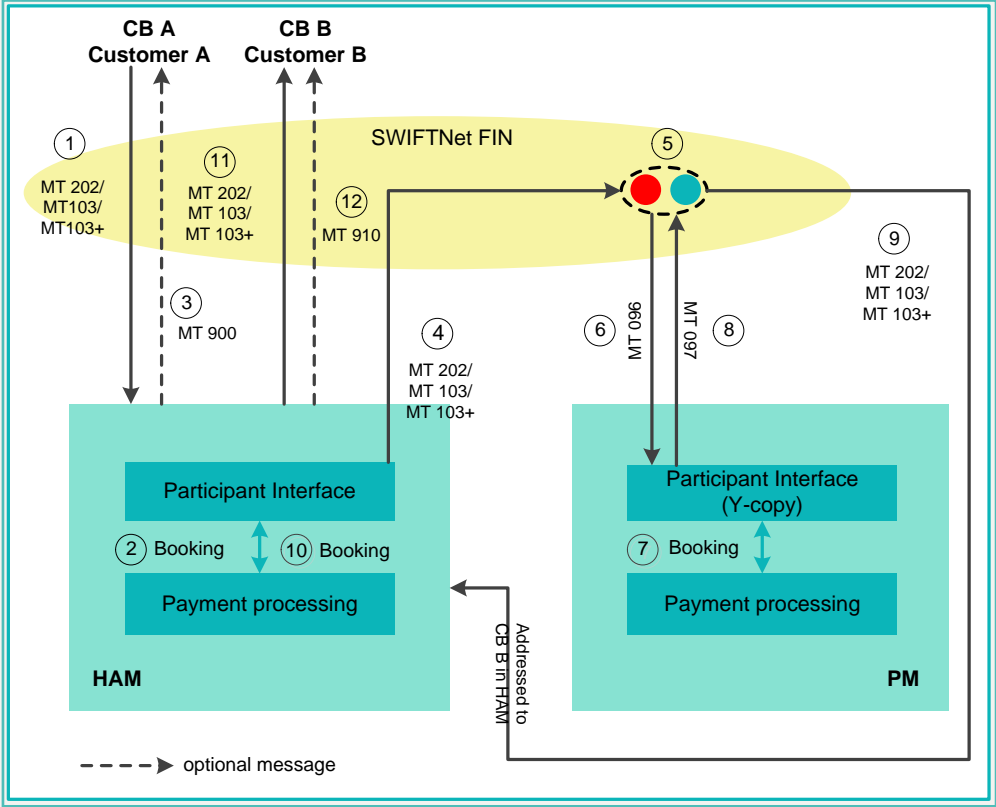 CB A
Customer A
CB B
Customer B
SWIFTNet FIN
1
MT 202/
MT103/
MT103+
11
MT 202/
MT 103/
MT 103+
12
MT 910
5
3
MT 900
4
MT 202/
MT 103/
MT 103+
6
MT 096
MT 097
8
9
MT 202/
MT 103/
MT 103+
Participant Interface
2 Booking
10 Booking
Payment processing
HAM
Participant Interface
(Y-copy)
7 Booking
Payment processing
PM
Addressed to
CB B in HAM
optional message